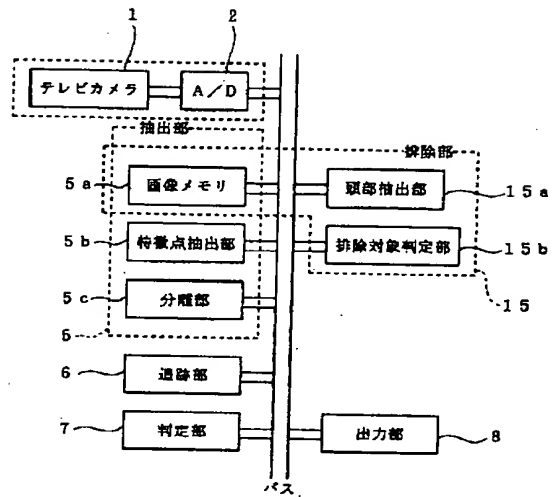 1
2
テレビカメラ
A/D
抽出部
排除部
5a
画像メモリ
頭部抽出部
15a
5b
特徴点抽出部
排除対象判定部
15b
5c
分離部
15
5
6
追跡部
7
判定部
出力部
8
バス